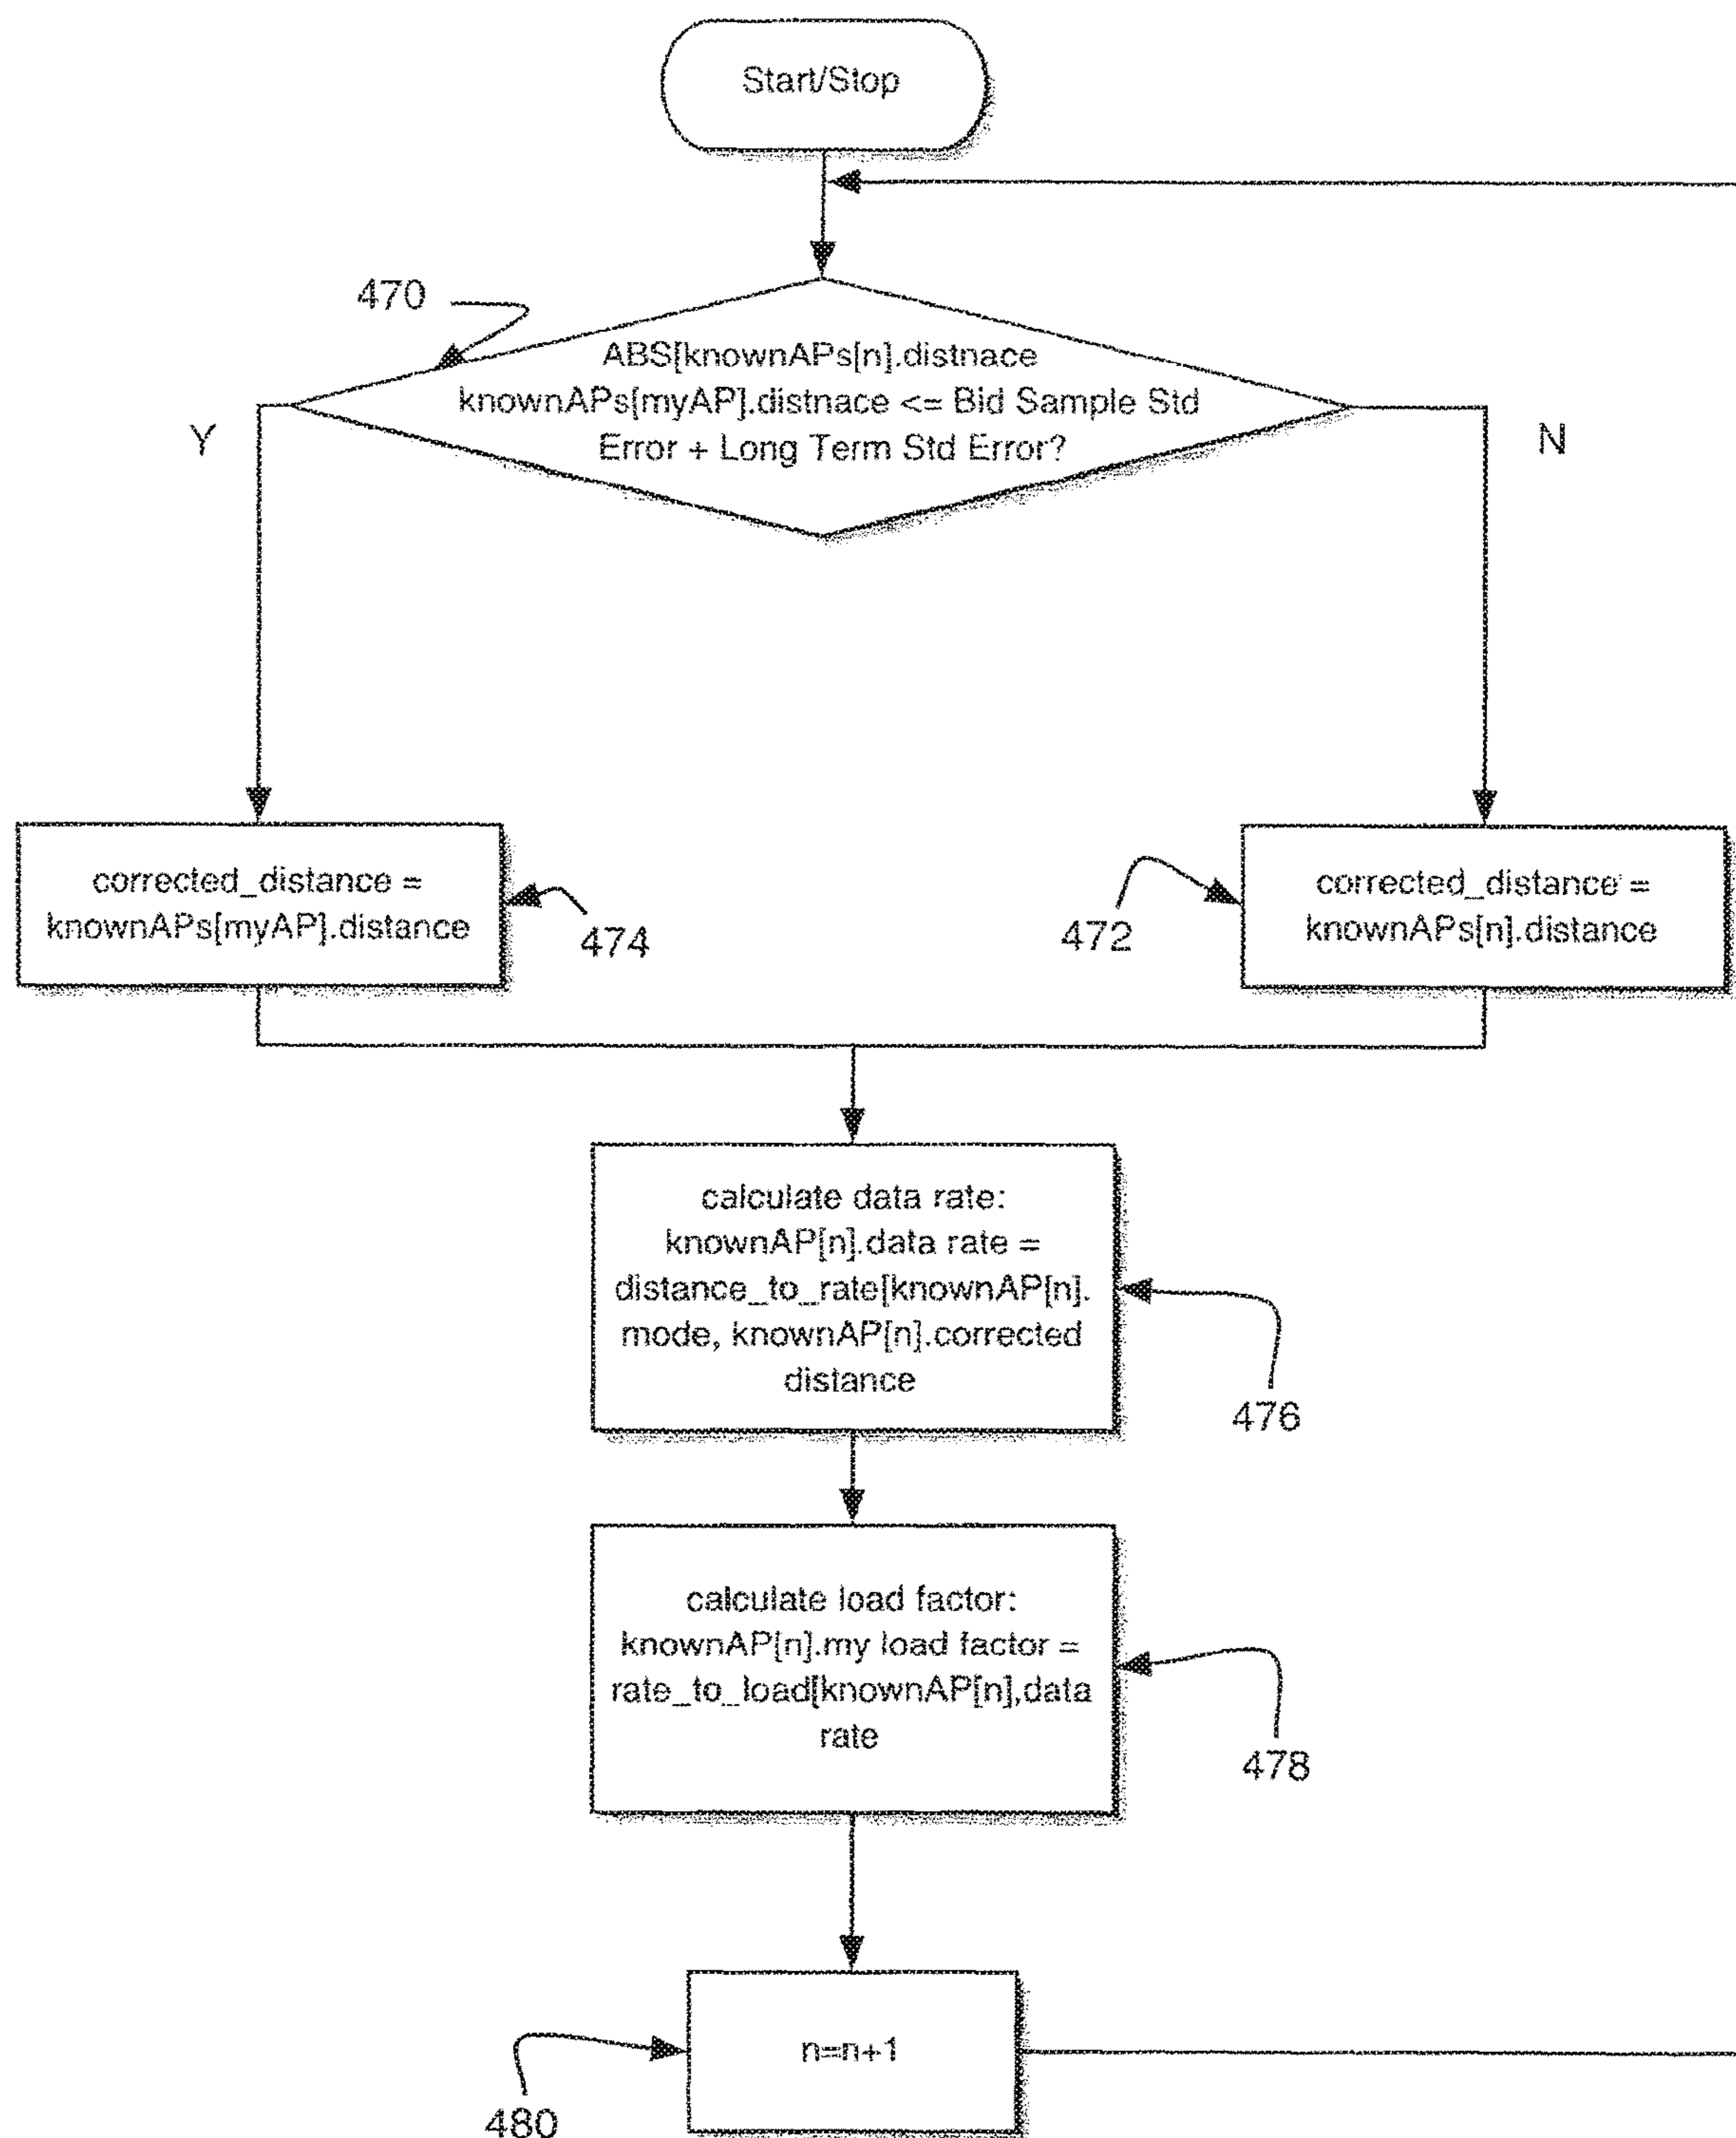 Start/Stop
470
ABS[knownAPs[n].distnace
knownAPs[myAP].distnace <= Bid Sample Std
Error + Long Term Std Error?
Y
N
corrected_distance =
knownAPs[myAP].distance
474
472
corrected_distance =
knownAPs[n].distance
calculate data rate:
knownAP[n].data rate =
distance_to_rate[knownAP[n].
mode, knownAP[n].corrected
distance
476
calculate load factor:
knownAP[n].my load factor =
rate_to_load[knownAP[n],data
rate
478
n=n+1
480